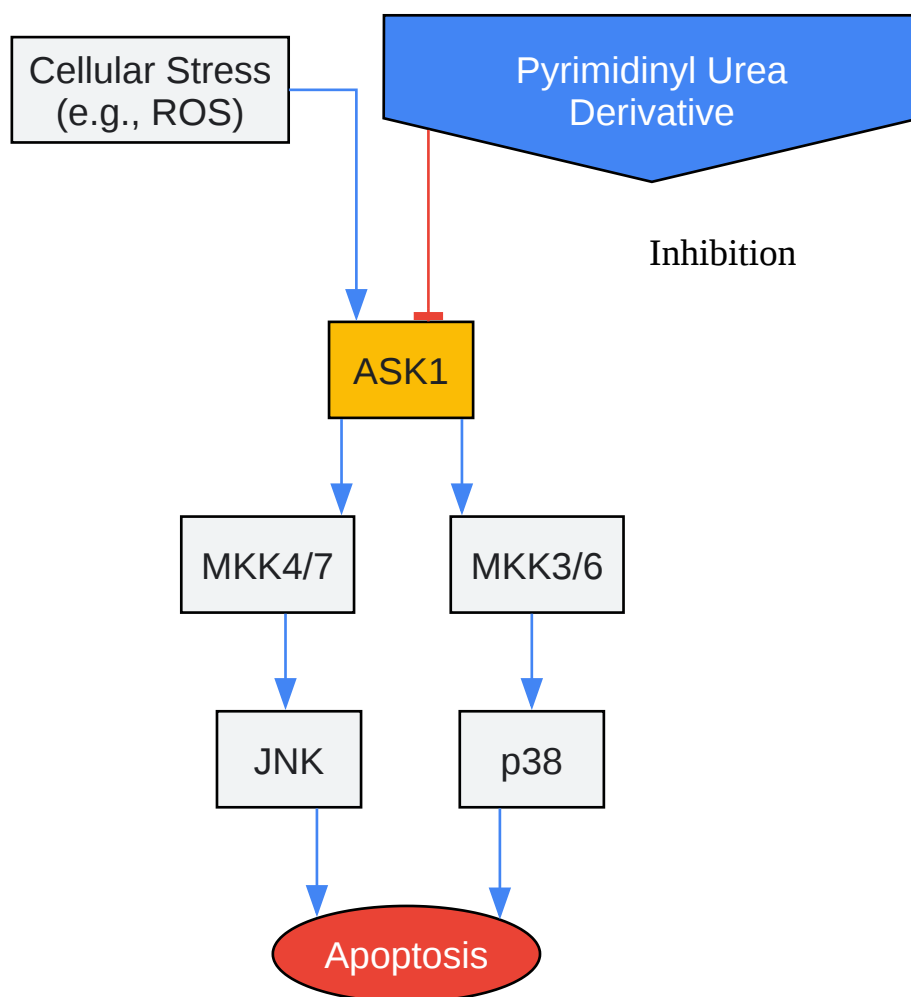 Cellular Stress
(e.g., ROS)
Pyrimidinyl Urea
Derivative
Inhibition
ASK1
MKK4/7
MKK3/6
JNK
p38
Apoptosis